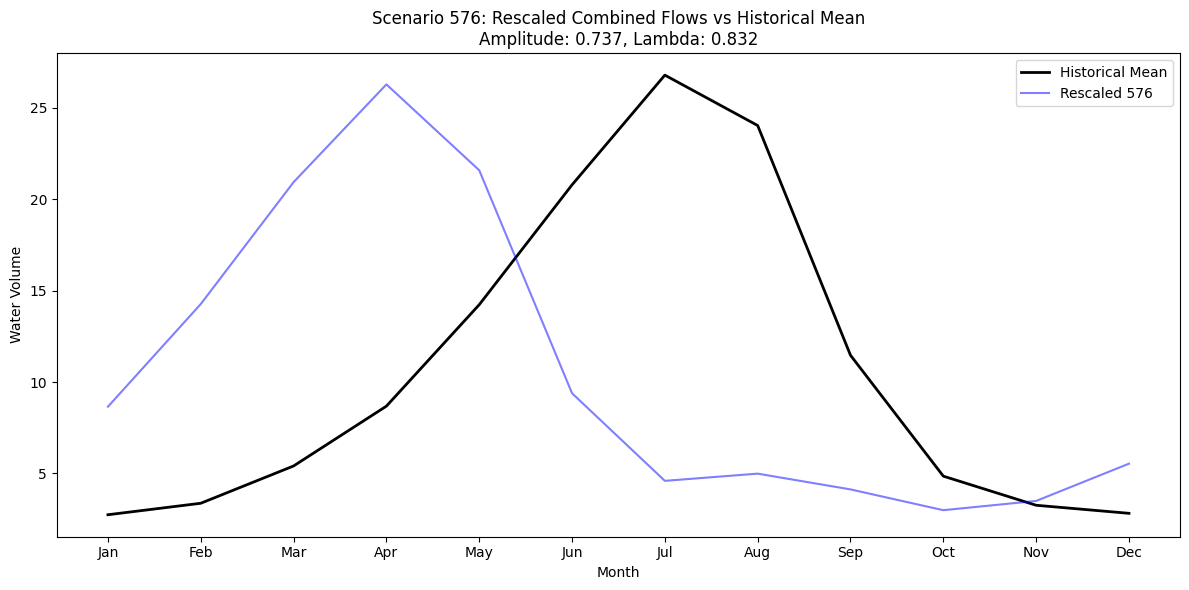 Scenario 576: Rescaled Combined Flows vs Historical Mean
Amplitude: 0.737, Lambda: 0.832
Historical Mean
Rescaled 576
Water Volume
25
20
15
10
5
Jan Feb Mar Apr May Jun Jul Aug Sep Oct Nov Dec
Month